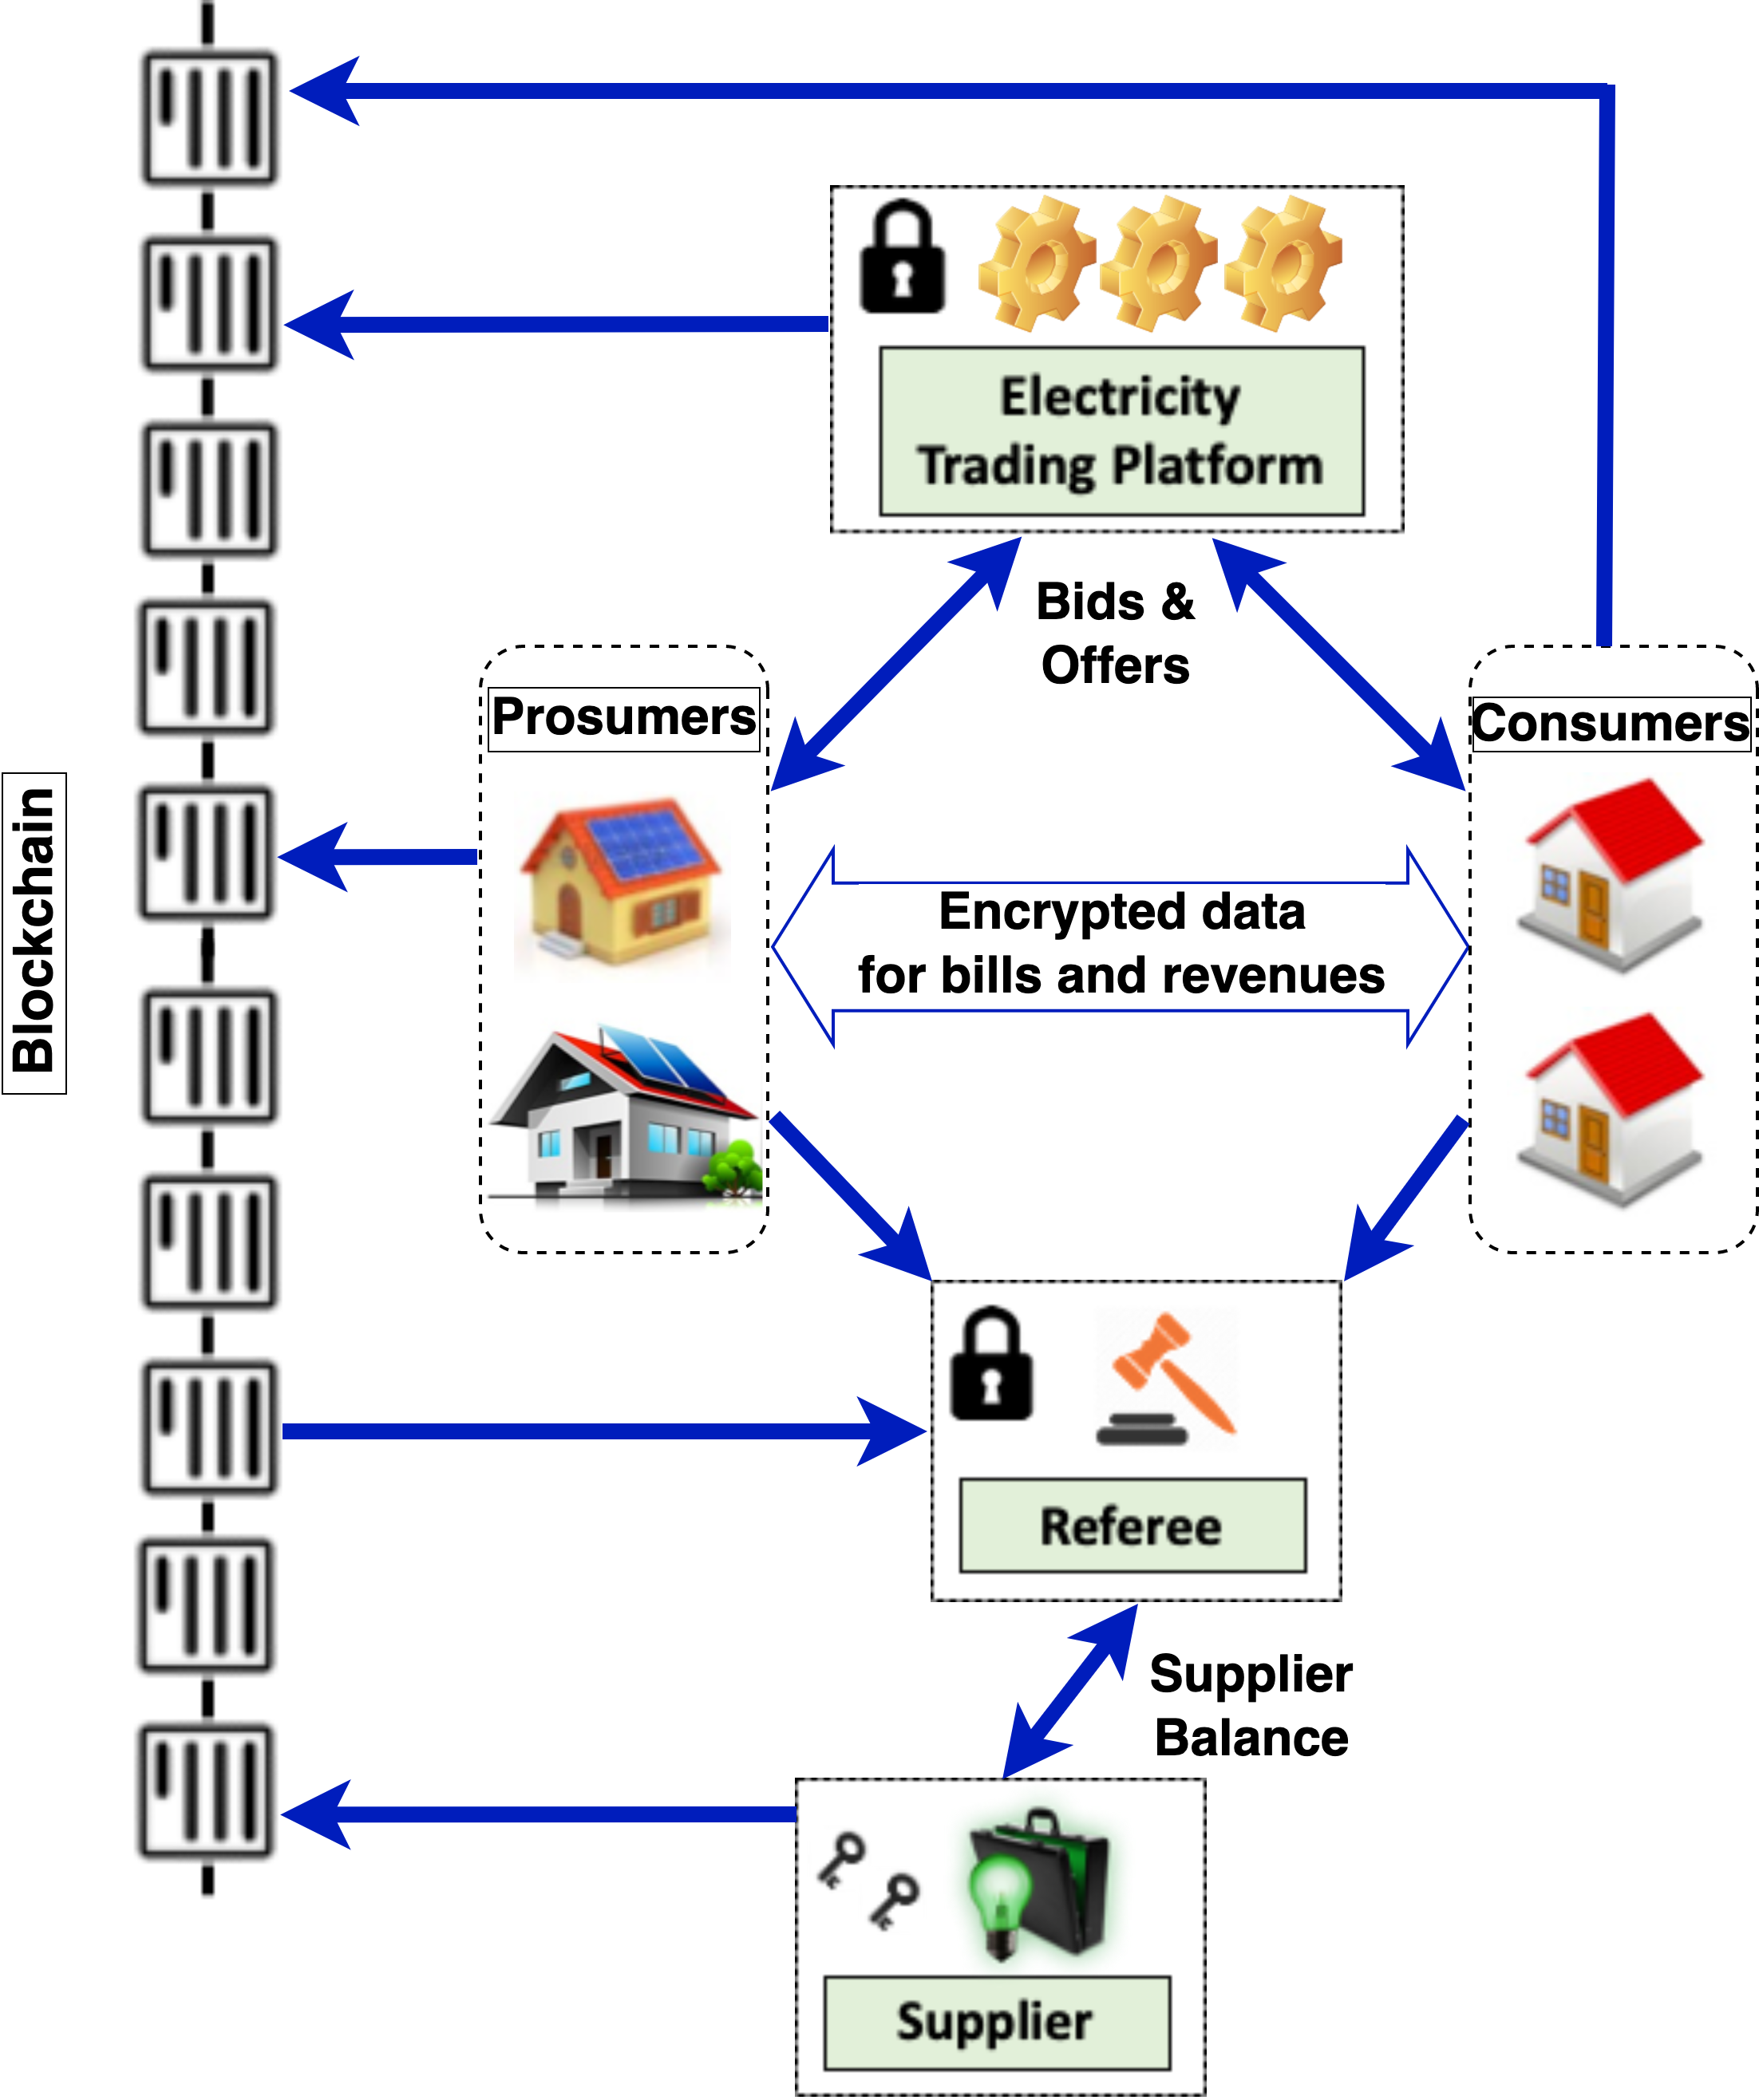 Electricity
Trading Platform
Bids &
Offers
Prosumers
Consumers
Blockchain
Encrypted data
for bills and revenues
Referee
Supplier
Balance
Supplier